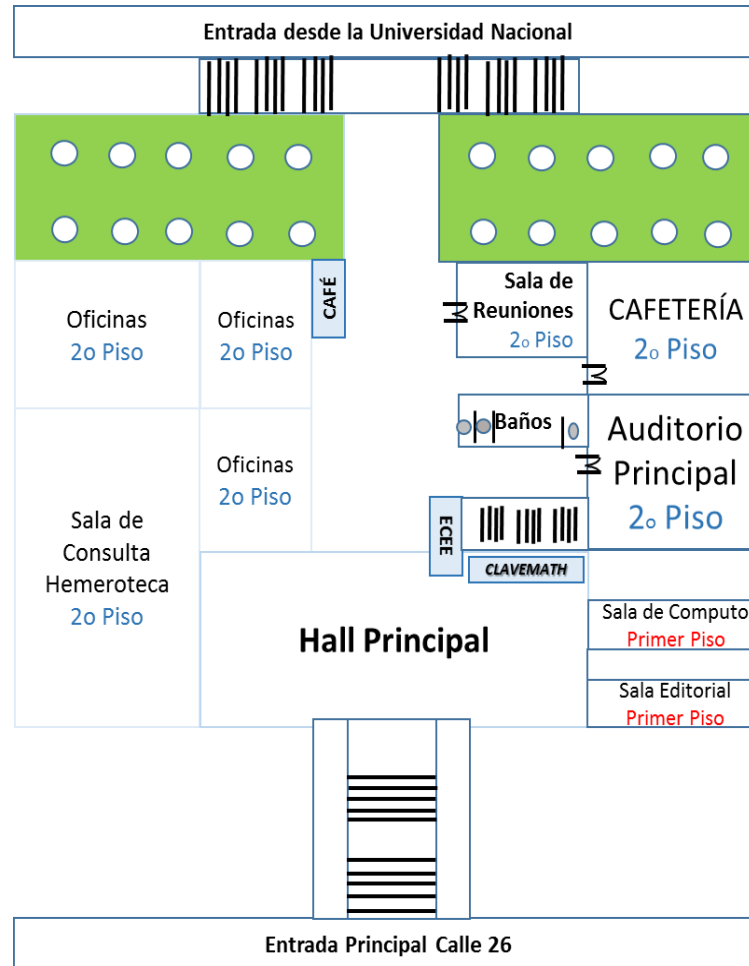 Entrada desde la Universidad Nacional
CAFÉ
Oficinas
2o Piso
Oficinas
2o Piso
Sala de
Reuniones
2o Piso
CAFETERÍA
2o Piso
Baños
Auditorio
Principal
2o Piso
Oficinas
2o Piso
Sala de
Consulta
Hemeroteca
2o Piso
ECEE
CLAVEMATH
Hall Principal
Sala de Computo
Primer Piso
Sala Editorial
Primer Piso
Entrada Principal Calle 26